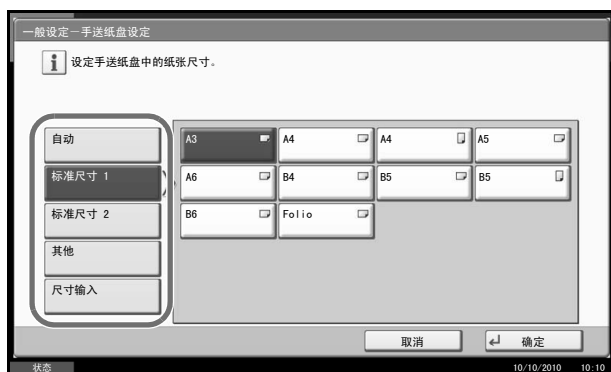 一般设定－手送纸盘设定
i 设定手送纸盘中的纸张尺寸。
自动
标准尺寸 1
标准尺寸 2
其他
尺寸输入
A3 A4 A4 A5
A6 B4 B5 B5
B6 Folio
取消 确定
状态 10/10/2010 10:10